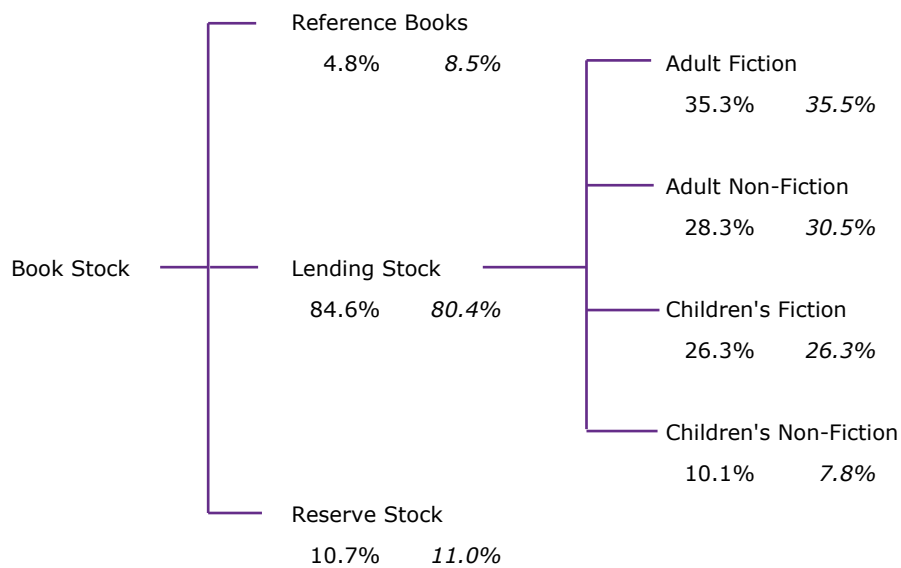 Reference Books
4.8% 8.5%
Adult Fiction
35.3% 35.5%
Adult Non-Fiction
28.3% 30.5%
Book Stock
Lending Stock
84.6% 80.4%
Children's Fiction
26.3% 26.3%
Children's Non-Fiction
10.1% 7.8%
Reserve Stock
10.7% 11.0%